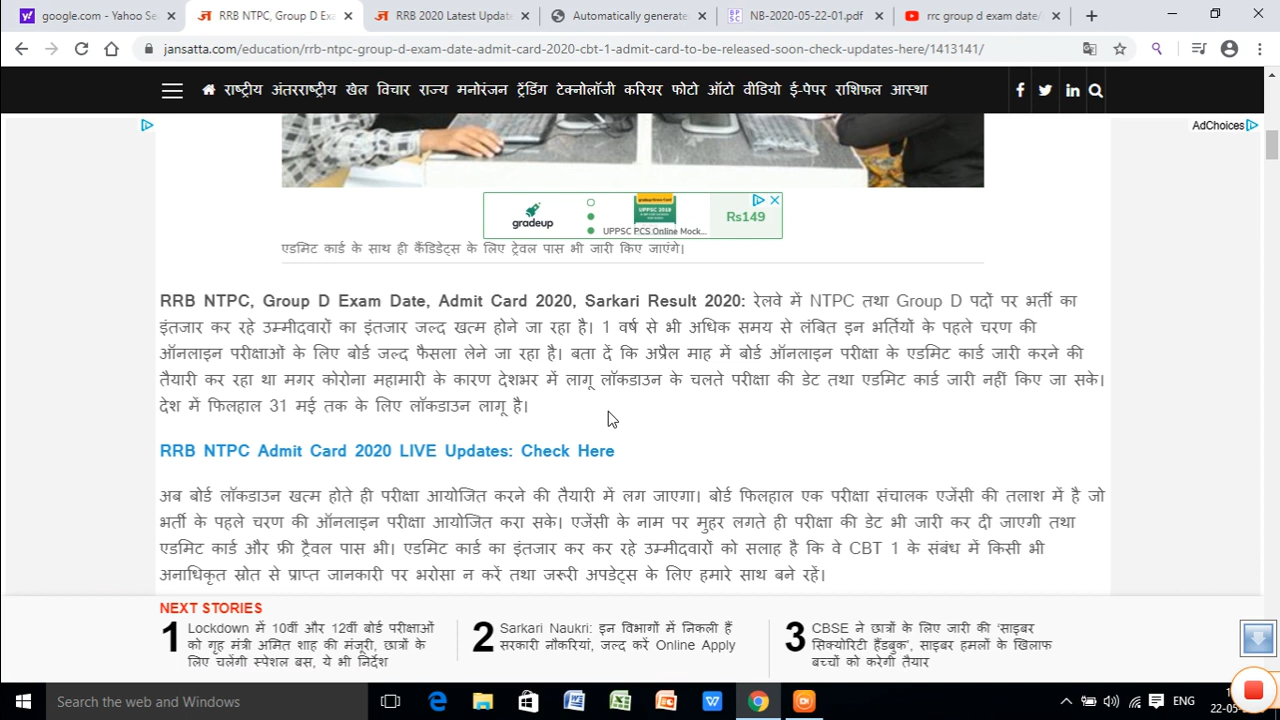 google.com - Yahoo Se
RRB NTPC, Group D Ex
RRB 2020 Latest Updat
Automatically generate
NB-2020-05-22-01.pdf
rrc group d exam date/
jansatta.com/education/rrb-ntpc-group-d-exam-date-admit-card-2020-cbt-1-admit-card-to-be-released-soon-check-updates-here/1413141/
राष्ट्रीय अंतरराष्ट्रीय खेल विचार राज्य मनोरंजन ट्रेंडिंग टेक्नोलॉजी करियर फोटो ऑटो वीडियो ई-पेपर राशिफल आस्था
AdChoices
gradeup
UPPSC 2019
UPPSC PCS Online Mock...
Rs149
एडमिट कार्ड के साथ ही कैंडिडेट्स के लिए ट्रेवल पास भी जारी किए जाएंगे।
RRB NTPC, Group D Exam Date, Admit Card 2020, Sarkari Result 2020: रेलवे में NTPC तथा Group D पदों पर भर्ती का
इंतजार कर रहे उम्मीदवारों का इंतजार जल्द खत्म होने जा रहा है। 1 वर्ष से भी अधिक समय से लंबित इन भर्तियों के पहले चरण की
ऑनलाइन परीक्षाओं के लिए बोर्ड जल्द फैसला लेने जा रहा है। बता दें कि अप्रैल माह में बोर्ड ऑनलाइन परीक्षा के एडमिट कार्ड जारी करने की
तैयारी कर रहा था मगर कोरोना महामारी के कारण देशभर में लागू लॉकडाउन के चलते परीक्षा की डेट तथा एडमिट कार्ड जारी नहीं किए जा सके।
देश में फिलहाल 31 मई तक के लिए लॉकडाउन लागू है।
RRB NTPC Admit Card 2020 LIVE Updates: Check Here
अब बोर्ड लॉकडाउन खत्म होते ही परीक्षा आयोजित करने की तैयारी में लग जाएगा। बोर्ड फिलहाल एक परीक्षा संचालक एजेंसी की तलाश में है जो
भर्ती के पहले चरण की ऑनलाइन परीक्षा आयोजित करा सके। एजेंसी के नाम पर मुहर लगते ही परीक्षा की डेट भी जारी कर दी जाएगी तथा
एडमिट कार्ड और फ्री ट्रैवल पास भी। एडमिट कार्ड का इंतजार कर कर रहे उम्मीदवारों को सलाह है कि वे CBT 1 के संबंध में किसी भी
अनाधिकृत स्रोत से प्राप्त जानकारी पर भरोसा न करें तथा जरूरी अपडेट्स के लिए हमारे साथ बने रहें।
NEXT STORIES
1 Lockdown में 10वीं और 12वीं बोर्ड परीक्षाओं
को गृह मंत्री अमित शाह की मंजूरी, छात्रों के
लिए चलेंगी स्पेशल बस, ये भी निर्देश
2 Sarkari Naukri: इन विभागों में निकली हैं
सरकारी नौकरियां, जल्द करें Online Apply
3 CBSE ने छात्रों के लिए जारी की 'साइबर
सिक्योरिटी हैंडबुक', साइबर हमलों के खिलाफ
बच्चों को करेगी तैयार
Search the web and Windows
ENG
22-05-